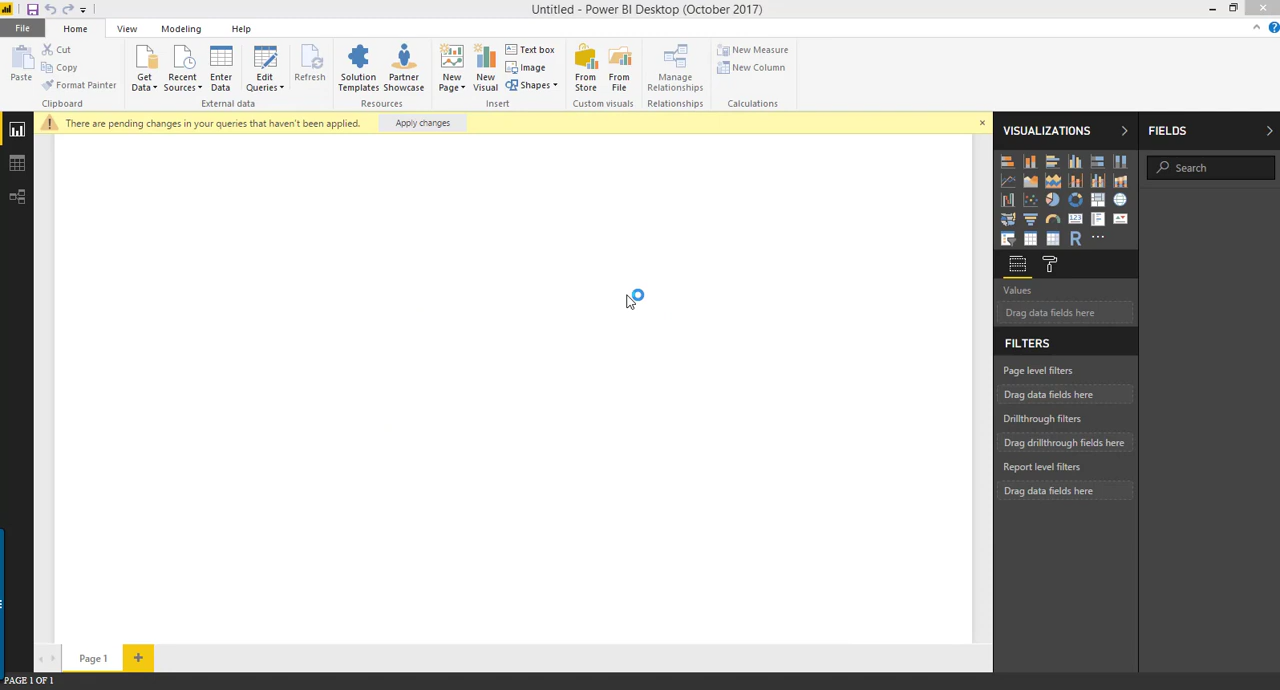 Untitled - Power BI Desktop (October 2017)
File Home View Modeling Help
Paste Cut Copy Format Painter
Clipboard
Get Data Recent Sources Enter Data Edit Queries Refresh
External data
Solution Templates Partner Showcase
Resources
New Page New Visual Text box Image Shapes
Insert
From Store From File
Custom visuals
Manage Relationships
Relationships
New Measure
New Column
Calculations
There are pending changes in your queries that haven't been applied. Apply changes
VISUALIZATIONS
123
R
Values
Drag data fields here
FILTERS
Page level filters
Drag data fields here
Drillthrough filters
Drag drillthrough fields here
Report level filters
Drag data fields here
FIELDS
Search
Page 1
PAGE 1 OF 1